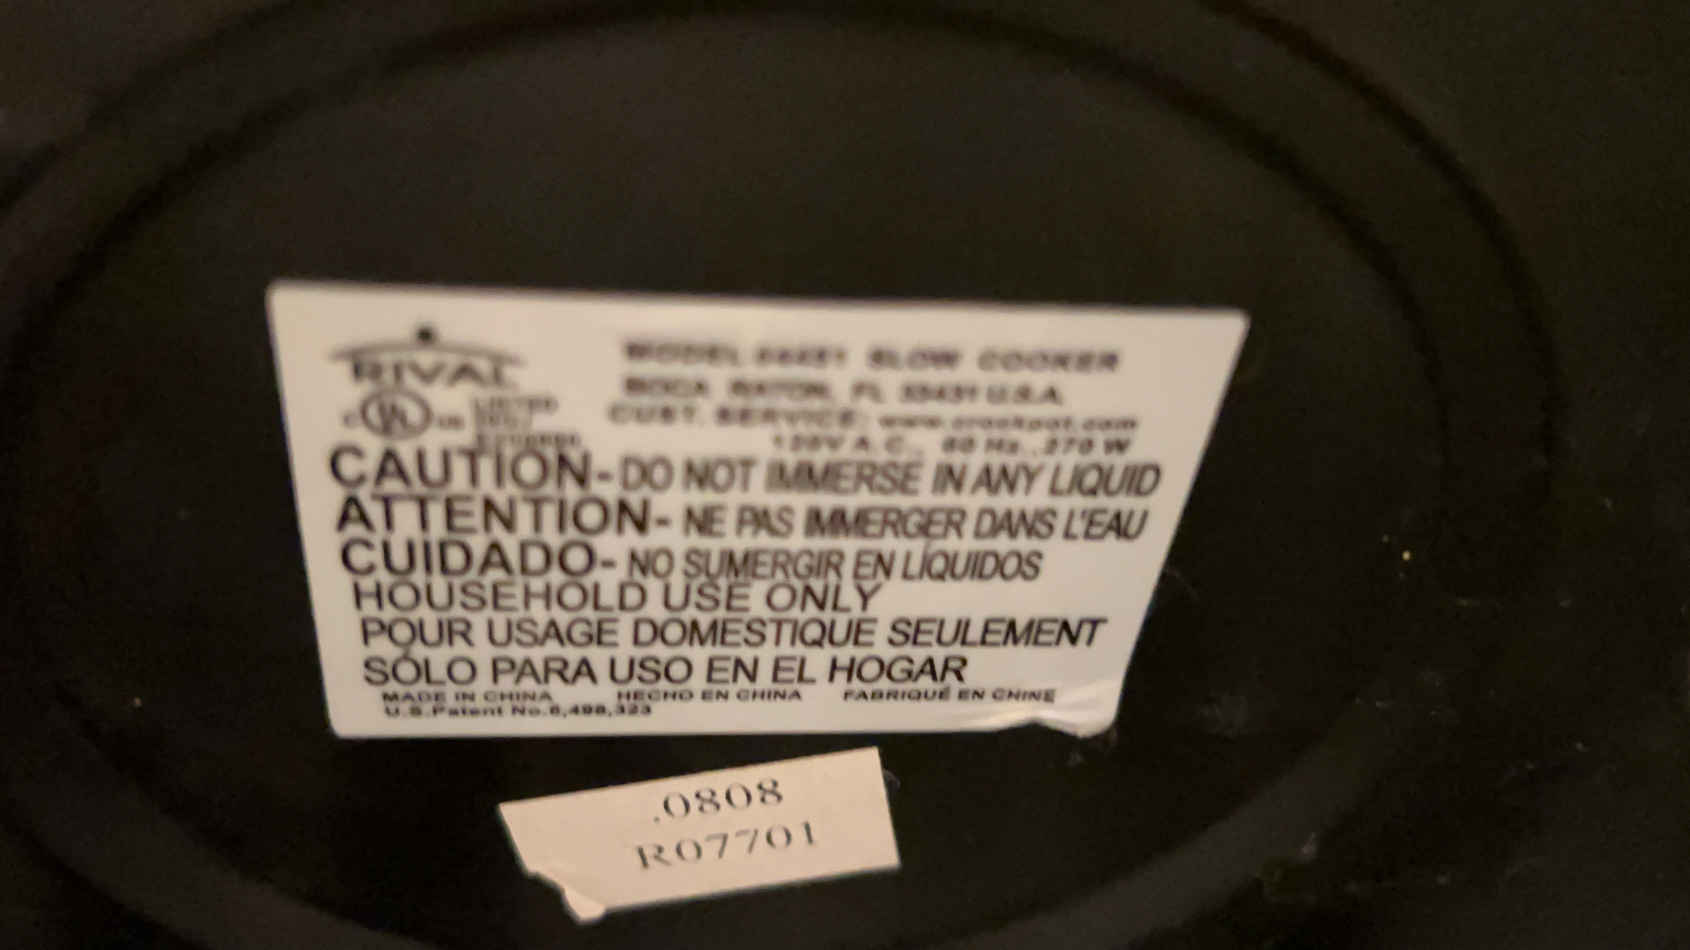 RIVAL
MODEL SLOW COOKER
BOCA RATON, FL 33431 U.S.A.
C UL US LISTED
CUST. SERVICE: www.crockpot.com
120V A.C., 60 Hz., 270 W
CAUTION-DO NOT IMMERSE IN ANY LIQUID
ATTENTION- NE PAS IMMERGER DANS L'EAU
CUIDADO- NO SUMERGIR EN LÍQUIDOS
HOUSEHOLD USE ONLY
POUR USAGE DOMESTIQUE SEULEMENT
SÓLO PARA USO EN EL HOGAR
MADE IN CHINA HECHO EN CHINA FABRIQUÉ EN CHINE
U.S.Patent No.6,498,323
.0808
R07701